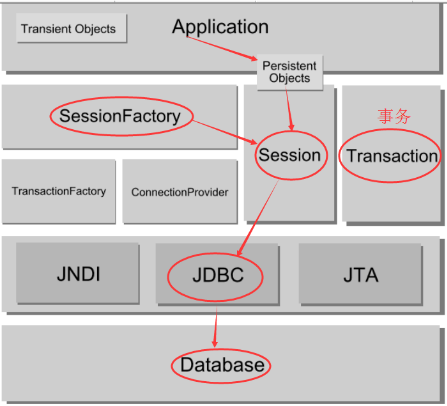 Transient Objects
Application
Persistent
Objects
SessionFactory
Session
事务
Transaction
TransactionFactory
ConnectionProvider
JNDI
JDBC
JTA
Database